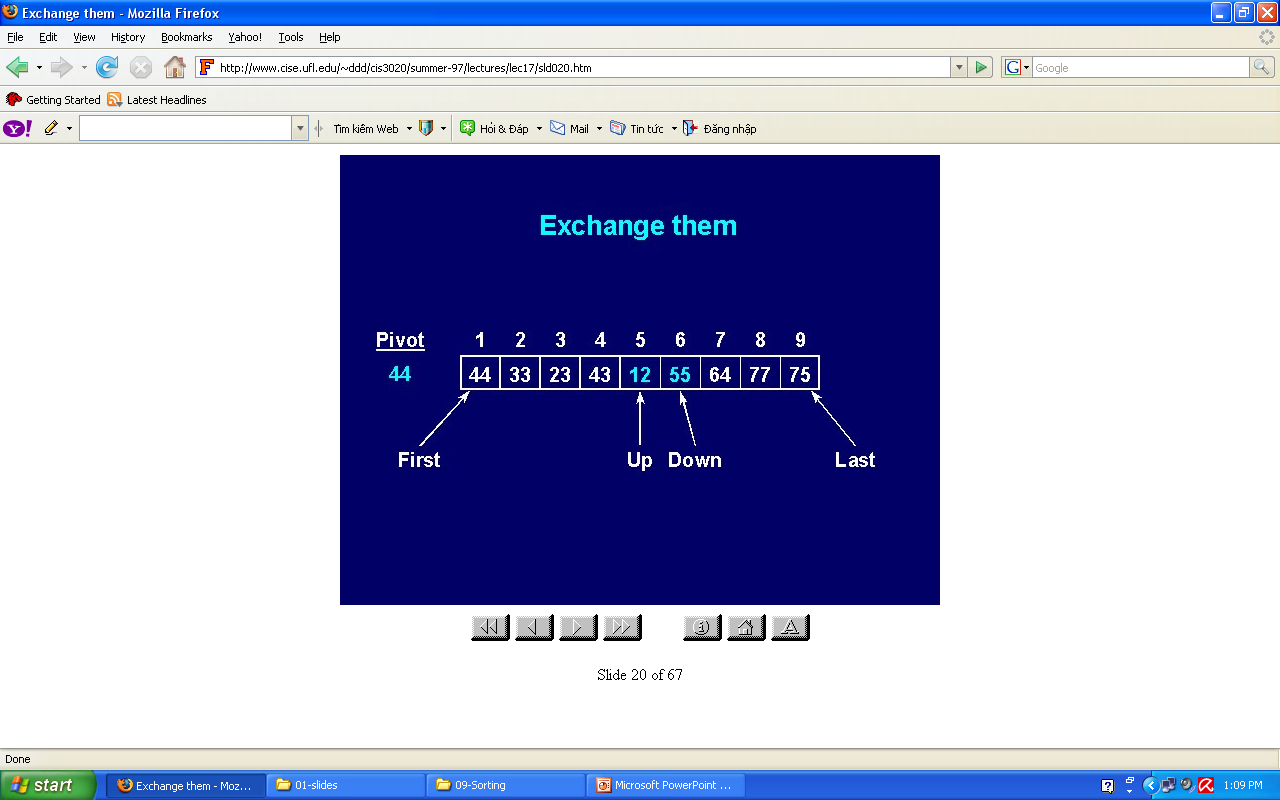 Exchange them - Mozilla Firefox
File Edit View History Bookmarks Yahoo! Tools Help
http://www.cise.ufl.edu/~ddd/cis3020/summer-97/lectures/lec17/sld020.htm
G Google
Getting Started Latest Headlines
Y! Tìm kiếm Web Hỏi & Đáp Mail Tin tức Đăng nhập
Exchange them
Pivot 1 2 3 4 5 6 7 8 9
44 44 33 23 43 12 55 64 77 75
First Up Down Last
Slide 20 of 67
Done
start Exchange them - Moz... 01-slides 09-Sorting Microsoft PowerPoint ... 1:09 PM